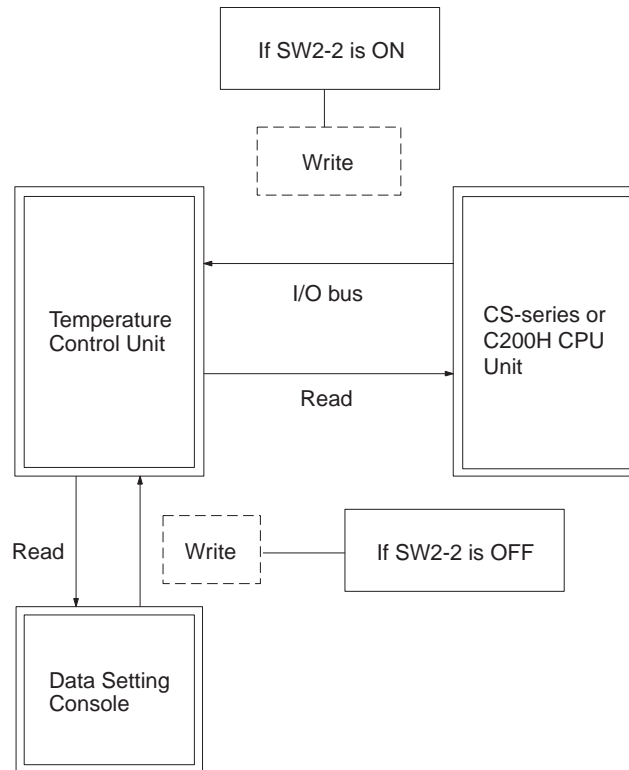 If SW2-2 is ON
Write
I/O bus
Temperature
Control Unit
CS-series or
C200H CPU
Unit
Read
Read
Write
If SW2-2 is OFF
Data Setting
Console